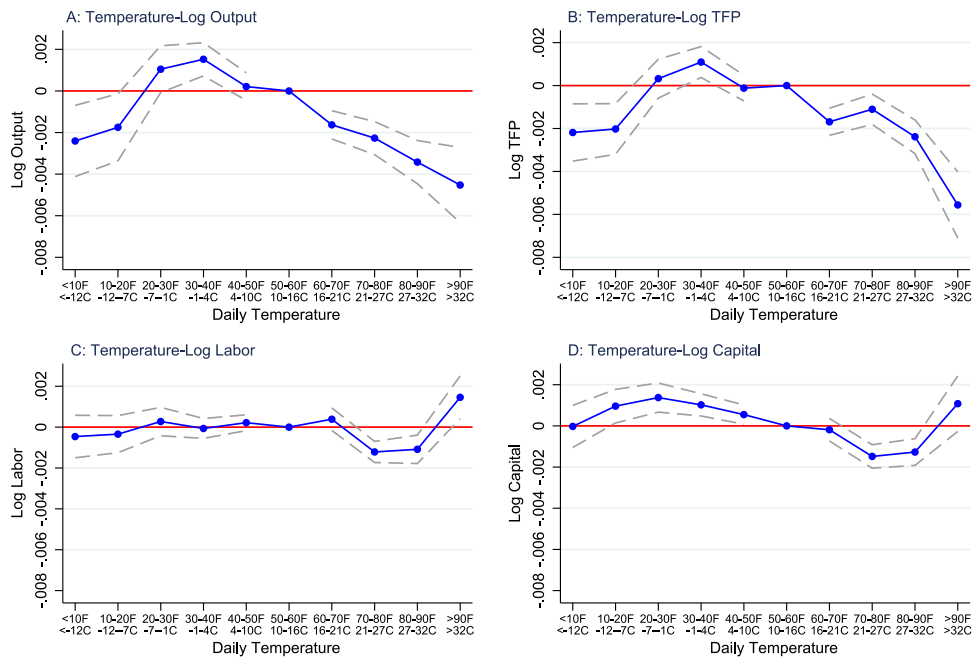 A: Temperature-Log Output
Log Output
.002
0
-.002
-.004
-.006
-.008
<10F 10-20F 20-30F 30-40F 40-50F 50-60F 60-70F 70-80F 80-90F >90F
<-12C -12–-7C -7–-1C -1-4C 4-10C 10-16C 16-21C 21-27C 27-32C >32C
Daily Temperature
B: Temperature-Log TFP
Log TFP
.002
0
-.002
-.004
-.006
-.008
<10F 10-20F 20-30F 30-40F 40-50F 50-60F 60-70F 70-80F 80-90F >90F
<-12C -12–-7C -7–-1C -1-4C 4-10C 10-16C 16-21C 21-27C 27-32C >32C
Daily Temperature
C: Temperature-Log Labor
Log Labor
.002
0
-.002
-.004
-.006
-.008
<10F 10-20F 20-30F 30-40F 40-50F 50-60F 60-70F 70-80F 80-90F >90F
<-12C -12–-7C -7–-1C -1-4C 4-10C 10-16C 16-21C 21-27C 27-32C >32C
Daily Temperature
D: Temperature-Log Capital
Log Capital
.002
0
-.002
-.004
-.006
-.008
<10F 10-20F 20-30F 30-40F 40-50F 50-60F 60-70F 70-80F 80-90F >90F
<-12C -12–-7C -7–-1C -1-4C 4-10C 10-16C 16-21C 21-27C 27-32C >32C
Daily Temperature